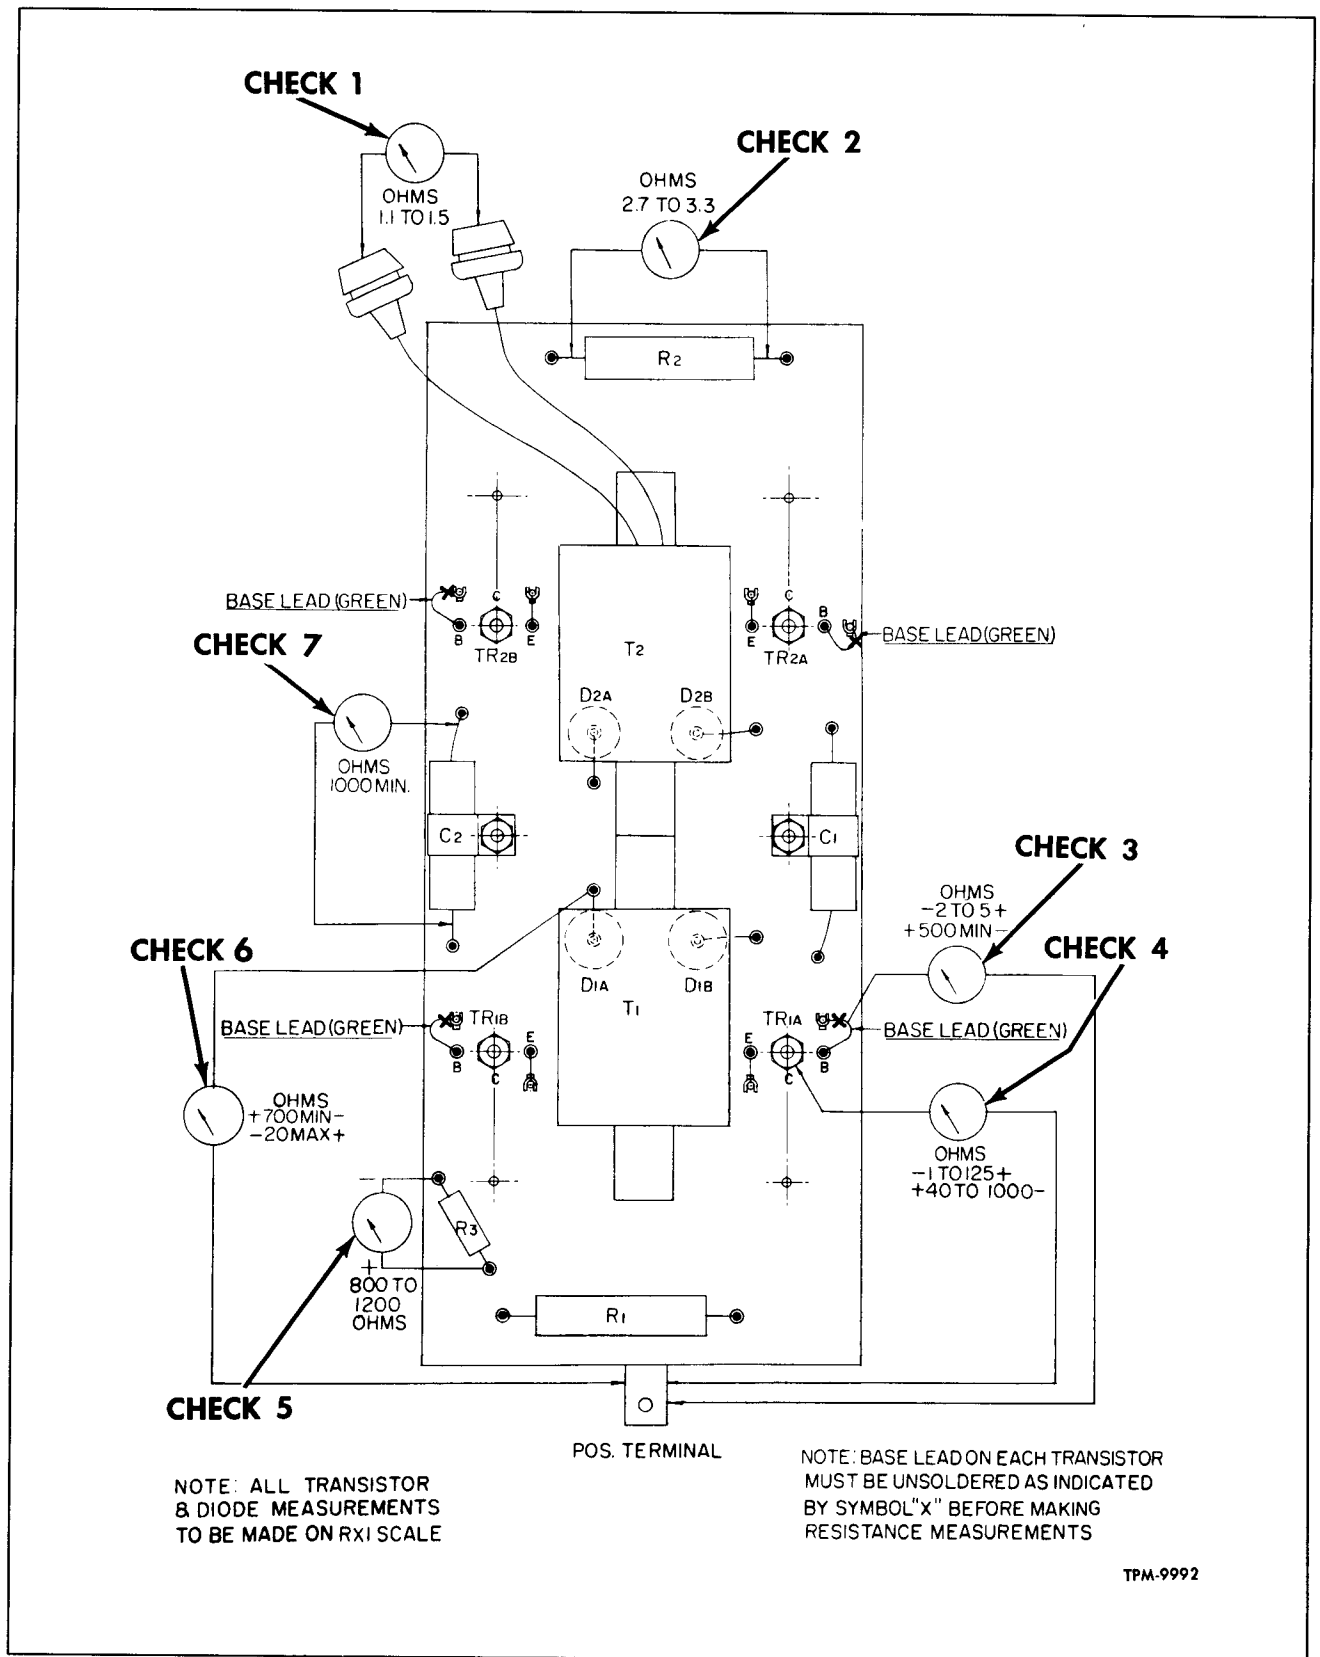 CHECK 1
OHMS
1.1 TO 1.5
CHECK 2
OHMS
2.7 TO 3.3
R2
BASE LEAD (GREEN)
B
C
E
TR2B
CHECK 7
OHMS
1000 MIN.
T2
D2A
D2B
C
B
E
TR2A
BASE LEAD (GREEN)
C2
C1
CHECK 3
OHMS
-2 TO 5+
+500 MIN-
CHECK 4
OHMS
-1 TO 125+
+40 TO 1000-
CHECK 6
OHMS
+700 MIN-
-20 MAX+
BASE LEAD (GREEN)
TR1B
B
C
E
D1A
D1B
T1
TR1A
E
C
B
BASE LEAD (GREEN)
-
R3
+
800 TO
1200
OHMS
CHECK 5
R1
POS. TERMINAL
NOTE: ALL TRANSISTOR
& DIODE MEASUREMENTS
TO BE MADE ON RX1 SCALE
NOTE: BASE LEAD ON EACH TRANSISTOR
MUST BE UNSOLDERED AS INDICATED
BY SYMBOL "X" BEFORE MAKING
RESISTANCE MEASUREMENTS
TPM-9992